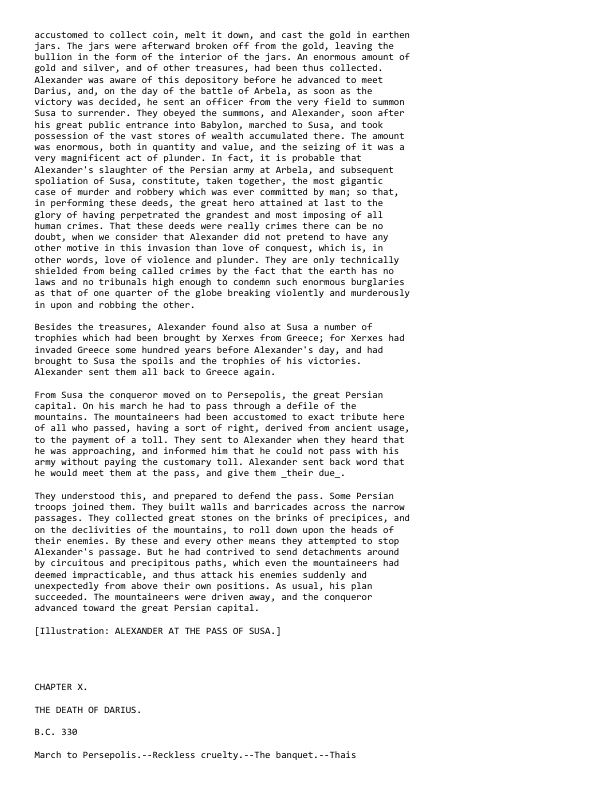 accustomed to collect coin, melt it down, and cast the gold in earthen
jars. The jars were afterward broken off from the gold, leaving the
bullion in the form of the interior of the jars. An enormous amount of
gold and silver, and of other treasures, had been thus collected.
Alexander was aware of this depository before he advanced to meet
Darius, and, on the day of the battle of Arbela, as soon as the
victory was decided, he sent an officer from the very field to summon
Susa to surrender. They obeyed the summons, and Alexander, soon after
his great public entrance into Babylon, marched to Susa, and took
possession of the vast stores of wealth accumulated there. The amount
was enormous, both in quantity and value, and the seizing of it was a
very magnificent act of plunder. In fact, it is probable that
Alexander's slaughter of the Persian army at Arbela, and subsequent
spoliation of Susa, constitute, taken together, the most gigantic
case of murder and robbery which was ever committed by man; so that,
in performing these deeds, the great hero attained at last to the
glory of having perpetrated the grandest and most imposing of all
human crimes. That these deeds were really crimes there can be no
doubt, when we consider that Alexander did not pretend to have any
other motive in this invasion than love of conquest, which is, in
other words, love of violence and plunder. They are only technically
shielded from being called crimes by the fact that the earth has no
laws and no tribunals high enough to condemn such enormous burglaries
as that of one quarter of the globe breaking violently and murderously
in upon and robbing the other.

Besides the treasures, Alexander found also at Susa a number of
trophies which had been brought by Xerxes from Greece; for Xerxes had
invaded Greece some hundred years before Alexander's day, and had
brought to Susa the spoils and the trophies of his victories.
Alexander sent them all back to Greece again.

From Susa the conqueror moved on to Persepolis, the great Persian
capital. On his march he had to pass through a defile of the
mountains. The mountaineers had been accustomed to exact tribute here
of all who passed, having a sort of right, derived from ancient usage,
to the payment of a toll. They sent to Alexander when they heard that
he was approaching, and informed him that he could not pass with his
army without paying the customary toll. Alexander sent back word that
he would meet them at the pass, and give them _their due_.

They understood this, and prepared to defend the pass. Some Persian
troops joined them. They built walls and barricades across the narrow
passages. They collected great stones on the brinks of precipices, and
on the declivities of the mountains, to roll down upon the heads of
their enemies. By these and every other means they attempted to stop
Alexander's passage. But he had contrived to send detachments around
by circuitous and precipitous paths, which even the mountaineers had
deemed impracticable, and thus attack his enemies suddenly and
unexpectedly from above their own positions. As usual, his plan
succeeded. The mountaineers were driven away, and the conqueror
advanced toward the great Persian capital.

[Illustration: ALEXANDER AT THE PASS OF SUSA.]

CHAPTER X.

THE DEATH OF DARIUS.

B.C. 330

March to Persepolis.--Reckless cruelty.--The banquet.--Thais